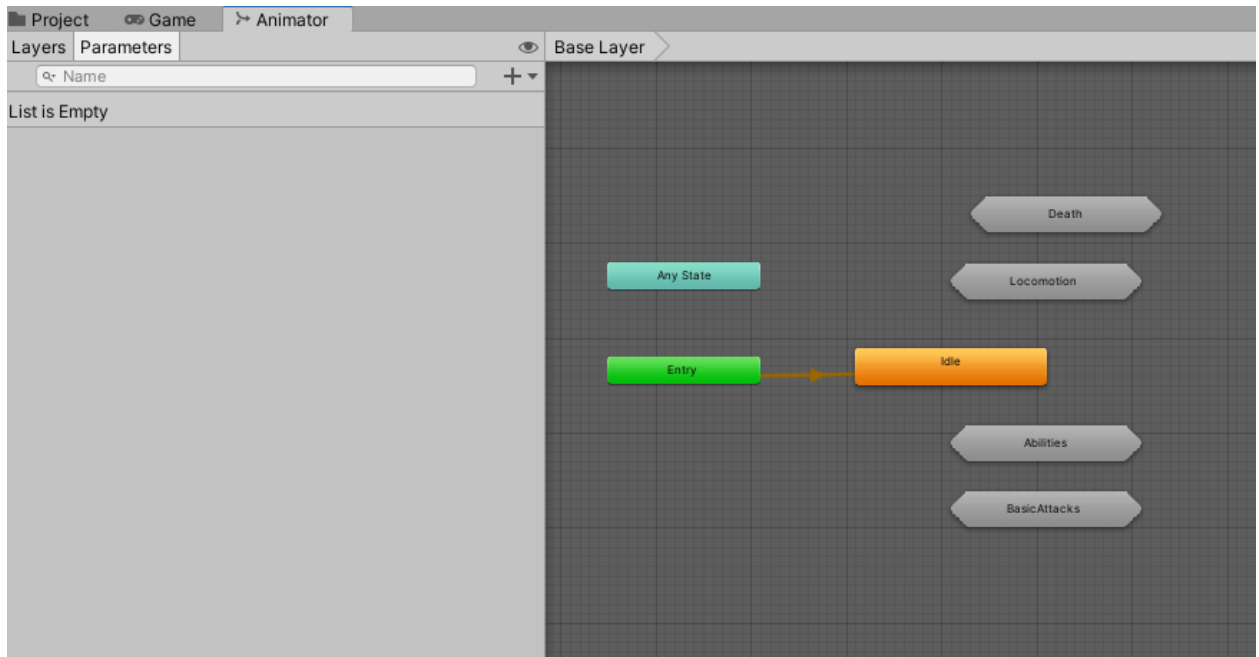 Project Game Animator
Layers Parameters
Base Layer
Name
List is Empty
Death
Any State
Locomotion
Idle
Entry
Abilities
BasicAttacks